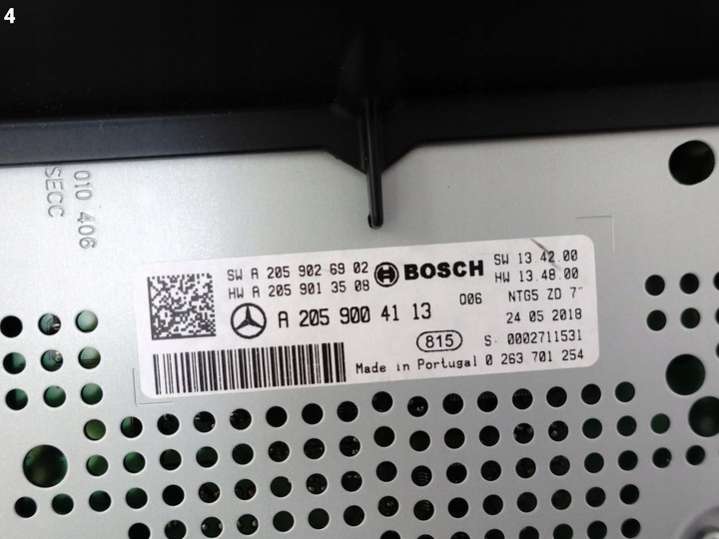 4
010 406
SECC
SW A 205 902 69 02
HW A 205 901 35 08
BOSCH
SW 13 42 00
HW 13 48 00
A 205 900 41 13
006
NTG5 ZD 7"
24 05 2018
815
S. 0002711531
Made in Portugal 0 263 701 254